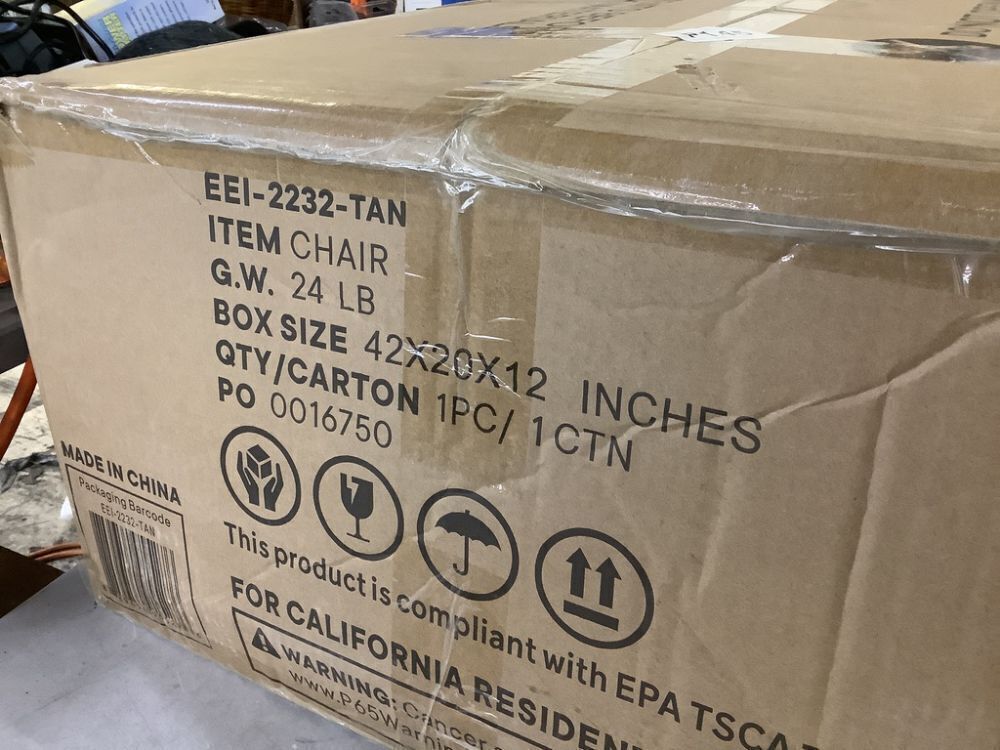 EEI-2232-TAN
ITEM CHAIR
G.W. 24 LB
BOX SIZE 42X20X12 INCHES
QTY/CARTON 1PC/ 1 CTN
PO 0016750
MADE IN CHINA
Packaging Barcode
EEI-2232-TAN
This product is compliant with EPA TSCA
FOR CALIFORNIA RESIDEN
WARNING: Cancer
www.P65Warnin